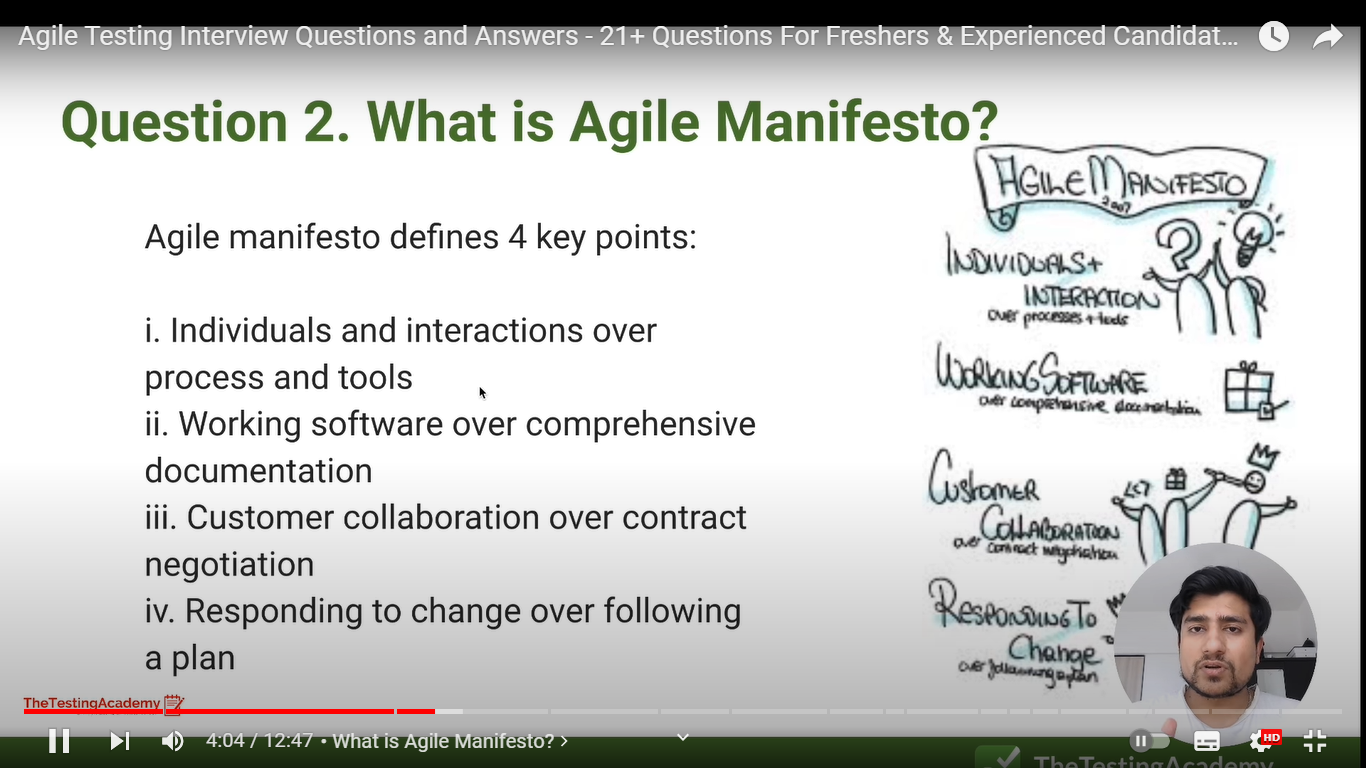 Agile Testing Interview Questions and Answers - 21+ Questions For Freshers & Experienced Candidat...
Question 2. What is Agile Manifesto?
Agile manifesto defines 4 key points:
i. Individuals and interactions over
process and tools
ii. Working software over comprehensive
documentation
iii. Customer collaboration over contract
negotiation
iv. Responding to change over following
a plan
AGILE MANIFESTO
INDIVIDUALS+
INTERACTION
over processes + tools
WORKING SOFTWARE
over comprehensive documentation
CUSTOMER
COLLABORATION
over contract negotiation
RESPONDING TO
Change
over following a plan
TheTestingAcademy
4:04 / 12:47 • What is Agile Manifesto?
HD
TheTestingAcademy